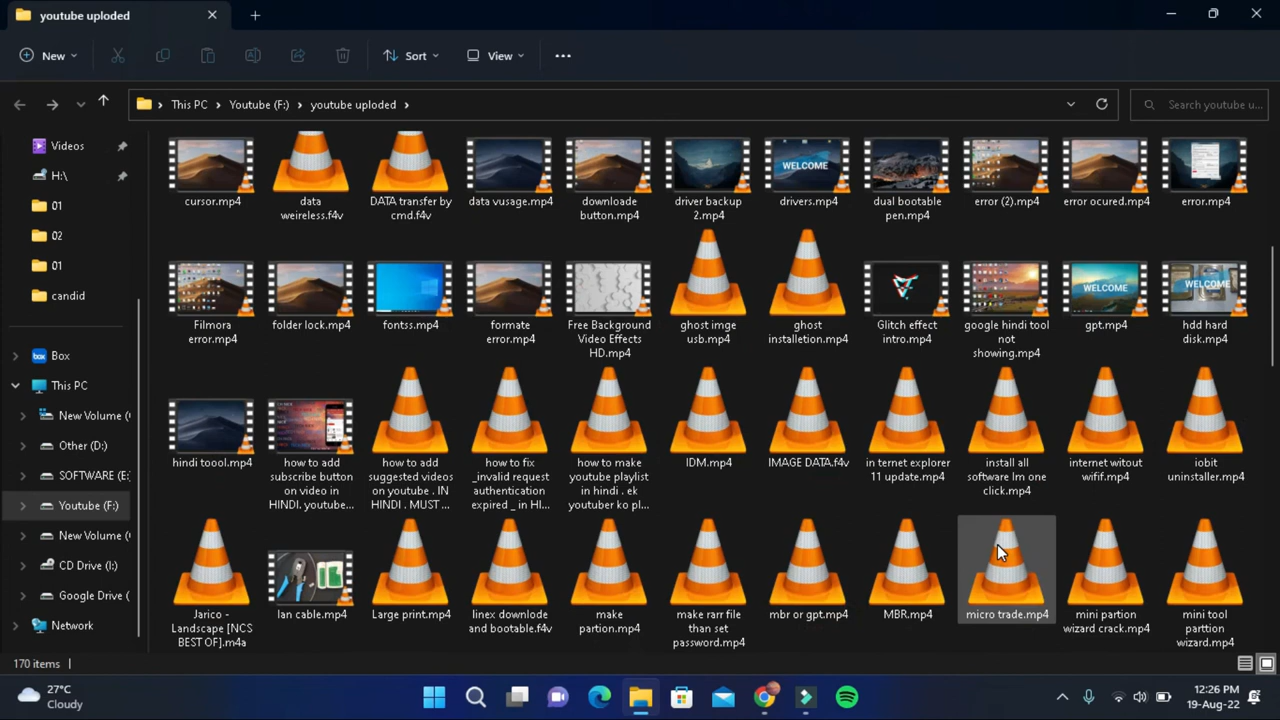 youtube uploded
New
Sort
View
This PC
Youtube (F:)
youtube uploded
Search youtube u...
Videos
H:\
01
02
01
candid
Box
This PC
New Volume (
Other (D:)
SOFTWARE (E:
Youtube (F:)
New Volume (
CD Drive (I:)
Google Drive (
Network
WELCOME
cursor.mp4
data
weireless.f4v
DATA transfer by
cmd.f4v
data vusage.mp4
downloade
button.mp4
driver backup
2.mp4
drivers.mp4
dual bootable
pen.mp4
error (2).mp4
error ocured.mp4
error.mp4
WELCOME
WELCOME
Filmora
error.mp4
folder lock.mp4
fontss.mp4
formate
error.mp4
Free Background
Video Effects
HD.mp4
ghost imge
usb.mp4
ghost
installetion.mp4
Glitch effect
intro.mp4
google hindi tool
not
showing.mp4
gpt.mp4
hdd hard
disk.mp4
hindi toool.mp4
how to add
subscribe button
on video in
HINDI. youtube...
how to add
suggested videos
on youtube . IN
HINDI . MUST ...
how to fix
_invalid request
authentication
expired _ in HI...
how to make
youtube playlist
in hindi . ek
youtuber ko pl...
IDM.mp4
IMAGE DATA.f4v
in ternet explorer
11 update.mp4
install all
software Im one
click.mp4
internet witout
wifif.mp4
iobit
uninstaller.mp4
Jarico -
Landscape [NCS
BEST OF].m4a
lan cable.mp4
Large print.mp4
linex downlode
and bootable.f4v
make
partion.mp4
make rarr file
than set
password.mp4
mbr or gpt.mp4
MBR.mp4
micro trade.mp4
mini partion
wizard crack.mp4
mini tool
parttion
wizard.mp4
170 items
27°C
Cloudy
12:26 PM
19-Aug-22